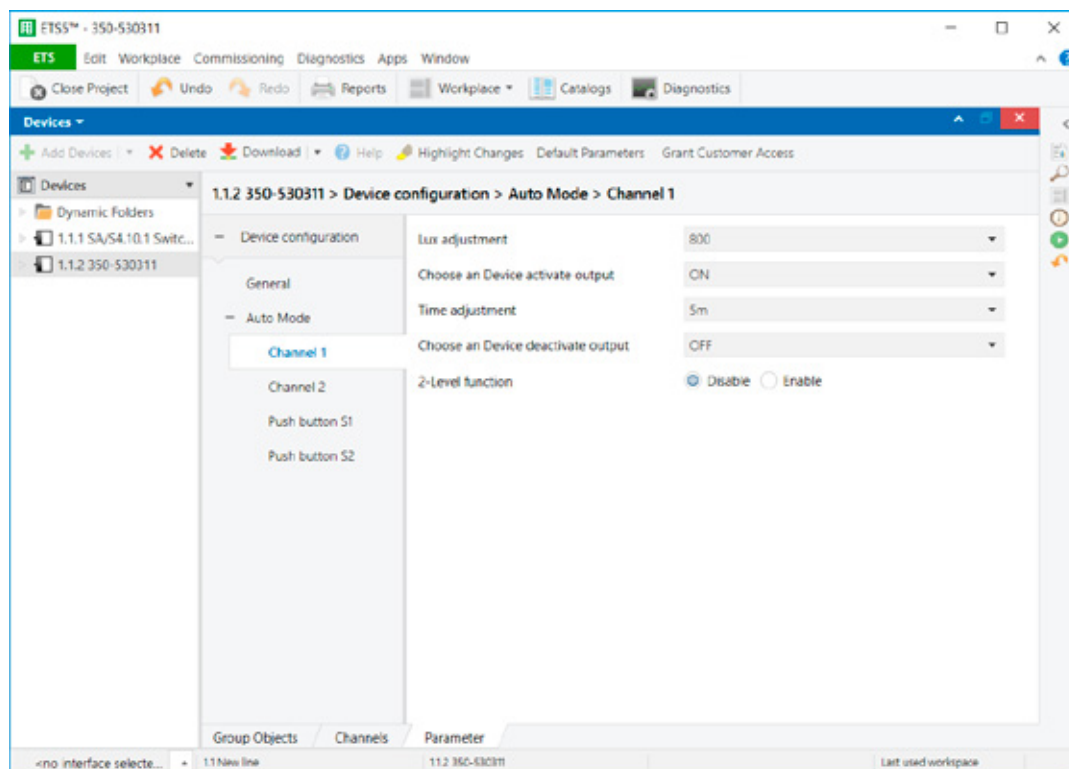 ETS5™ - 350-530311
ETS Edit Workplace Commissioning Diagnostics Apps Window
Close Project Undo Redo Reports Workplace Catalogs Diagnostics
Devices
Add Devices Delete Download Help Highlight Changes Default Parameters Grant Customer Access
Devices
Dynamic Folders
1.1.1 SA/S4.10.1 Switc...
1.1.2 350-530311
1.1.2 350-530311 > Device configuration > Auto Mode > Channel 1
Device configuration
General
Auto Mode
Channel 1
Channel 2
Push button S1
Push button S2
Lux adjustment 800
Choose an Device activate output ON
Time adjustment 5m
Choose an Device deactivate output OFF
2-Level function Disable Enable
Group Objects Channels Parameter
<no interface selecte... 1.1 New line 1.1.2 350-530311 Last used workspace